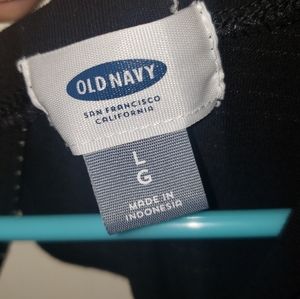 OLD NAVY
SAN FRANCISCO
CALIFORNIA
L
G
MADE IN
INDONESIA